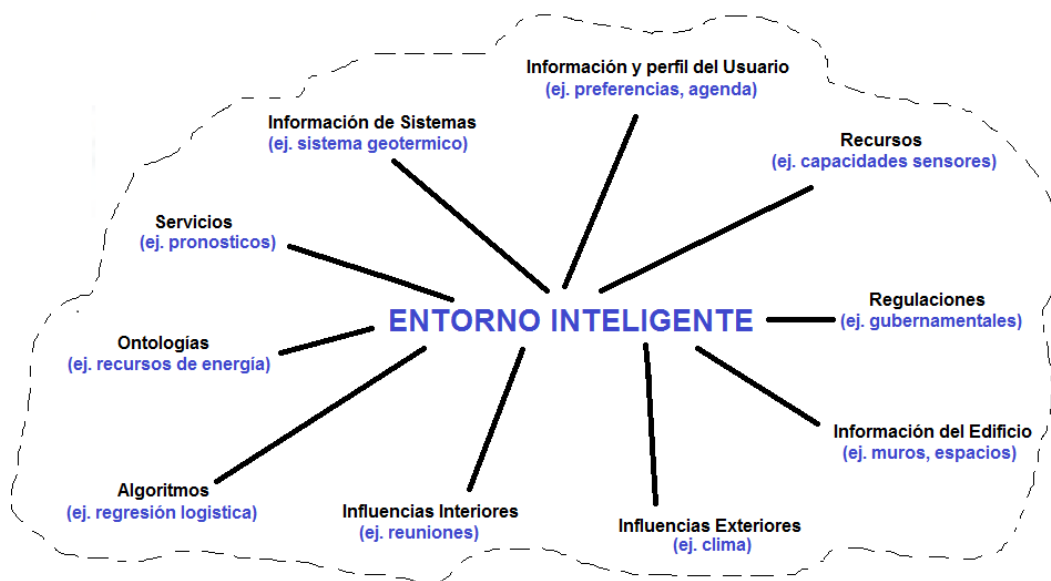 Información y perfil del Usuario
(ej. preferencias, agenda)
Información de Sistemas
(ej. sistema geotermico)
Recursos
(ej. capacidades sensores)
Servicios
(ej. pronosticos)
ENTORNO INTELIGENTE
Regulaciones
(ej. gubernamentales)
Ontologías
(ej. recursos de energía)
Información del Edificio
(ej. muros, espacios)
Algoritmos
(ej. regresión logistica)
Influencias Interiores
(ej. reuniones)
Influencias Exteriores
(ej. clima)